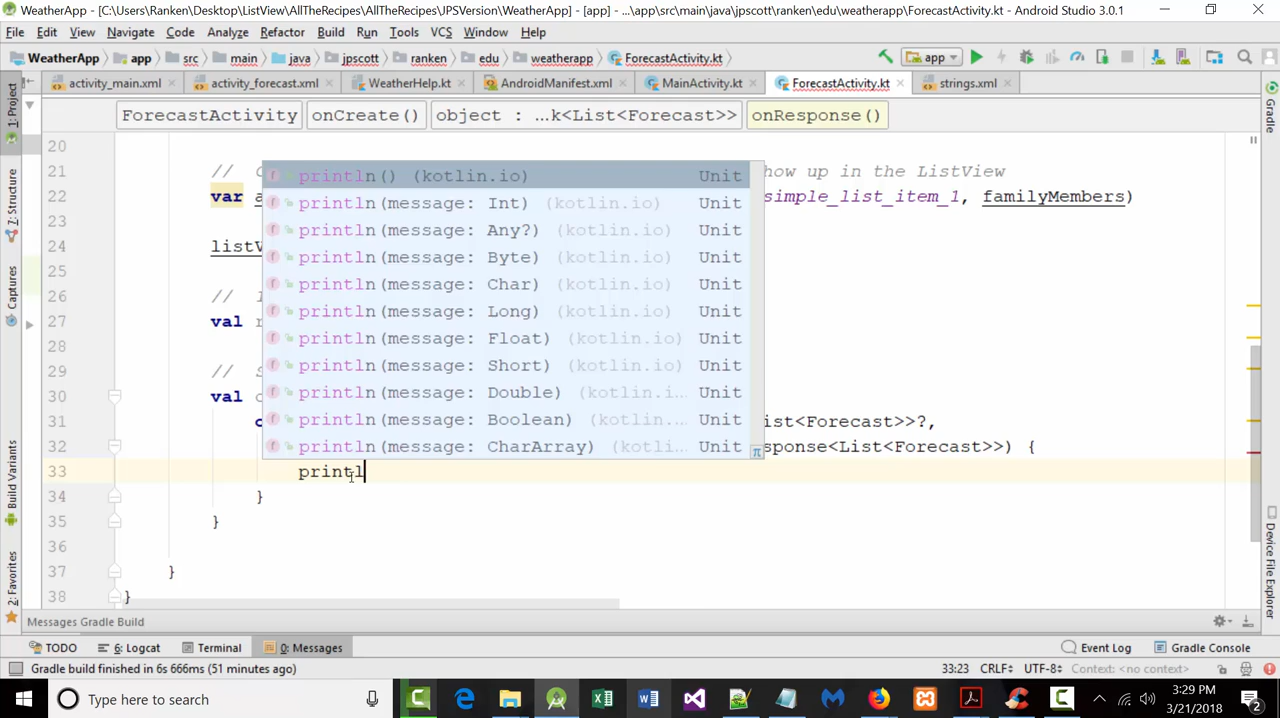 WeatherApp - [C:\Users\Ranken\Desktop\ListView\AllTheRecipes\AllTheRecipes\JPSVersion\WeatherApp] - [app] - ...\app\src\main\java\jpscott\ranken\edu\weatherapp\ForecastActivity.kt - Android Studio 3.0.1
File Edit View Navigate Code Analyze Refactor Build Run Tools VCS Window Help
WeatherApp app src main java jpscott ranken edu weatherapp ForecastActivity.kt app
activity_main.xml activity_forecast.xml WeatherHelp.kt AndroidManifest.xml MainActivity.kt ForecastActivity.kt strings.xml
ForecastActivity onCreate() object : ...k<List<Forecast>> onResponse()
1: Project
7: Structure
Captures
Build Variants
2: Favorites
Gradle
Device File Explorer
20
21 // how up in the ListView
22 var simple_list_item_1, familyMembers)
23
24 listV
25
26 //
27 val r
28
29 // S
30 val
31 List<Forecast>>?,
32 sponse<List<Forecast>>) {
33 printl
34 }
35 }
36
37 }
38 }
println() (kotlin.io) Unit
println(message: Int) (kotlin.io) Unit
println(message: Any?) (kotlin.io) Unit
println(message: Byte) (kotlin.io) Unit
println(message: Char) (kotlin.io) Unit
println(message: Long) (kotlin.io) Unit
println(message: Float) (kotlin.io) Unit
println(message: Short) (kotlin.io) Unit
println(message: Double) (kotlin.i... Unit
println(message: Boolean) (kotlin.... Unit
println(message: CharArray) (kotli... Unit
π
Messages Gradle Build
TODO 6: Logcat Terminal 0: Messages Event Log Gradle Console
Gradle build finished in 6s 666ms (51 minutes ago) 33:23 CRLF UTF-8 Context: <no context>
Type here to search
3:29 PM
3/21/2018
2